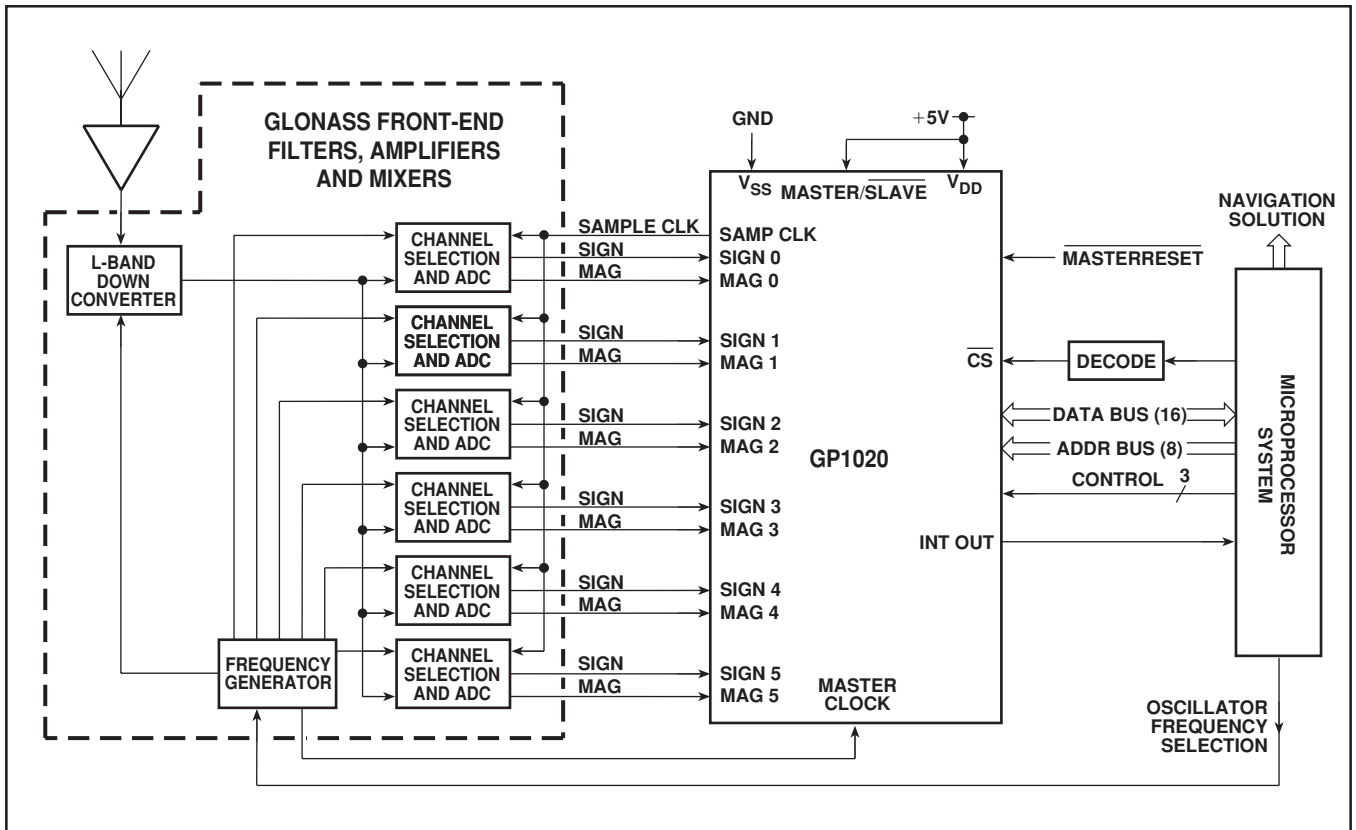 GLONASS FRONT-END
FILTERS, AMPLIFIERS
AND MIXERS
L-BAND
DOWN
CONVERTER
CHANNEL
SELECTION
AND ADC
CHANNEL
SELECTION
AND ADC
CHANNEL
SELECTION
AND ADC
CHANNEL
SELECTION
AND ADC
CHANNEL
SELECTION
AND ADC
CHANNEL
SELECTION
AND ADC
FREQUENCY
GENERATOR
SAMPLE CLK
SIGN
MAG
SIGN
MAG
SIGN
MAG
SIGN
MAG
SIGN
MAG
SIGN
MAG
GND
+5V
VSS
MASTER/SLAVE
VDD
SAMP CLK
SIGN 0
MAG 0
SIGN 1
MAG 1
SIGN 2
MAG 2
SIGN 3
MAG 3
SIGN 4
MAG 4
SIGN 5
MAG 5
GP1020
CS
INT OUT
MASTER
CLOCK
MASTERRESET
DECODE
DATA BUS (16)
ADDR BUS (8)
CONTROL 3
NAVIGATION
SOLUTION
MICROPROCESSOR
SYSTEM
OSCILLATOR
FREQUENCY
SELECTION